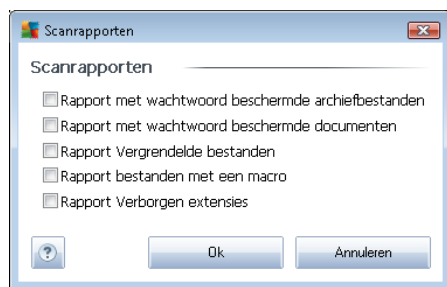 Scanrapporten
Scanrapporten
Rapport met wachtwoord beschermde archiefbestanden
Rapport met wachtwoord beschermde documenten
Rapport Vergrendelde bestanden
Rapport bestanden met een macro
Rapport Verborgen extensies
?
Ok
Annuleren